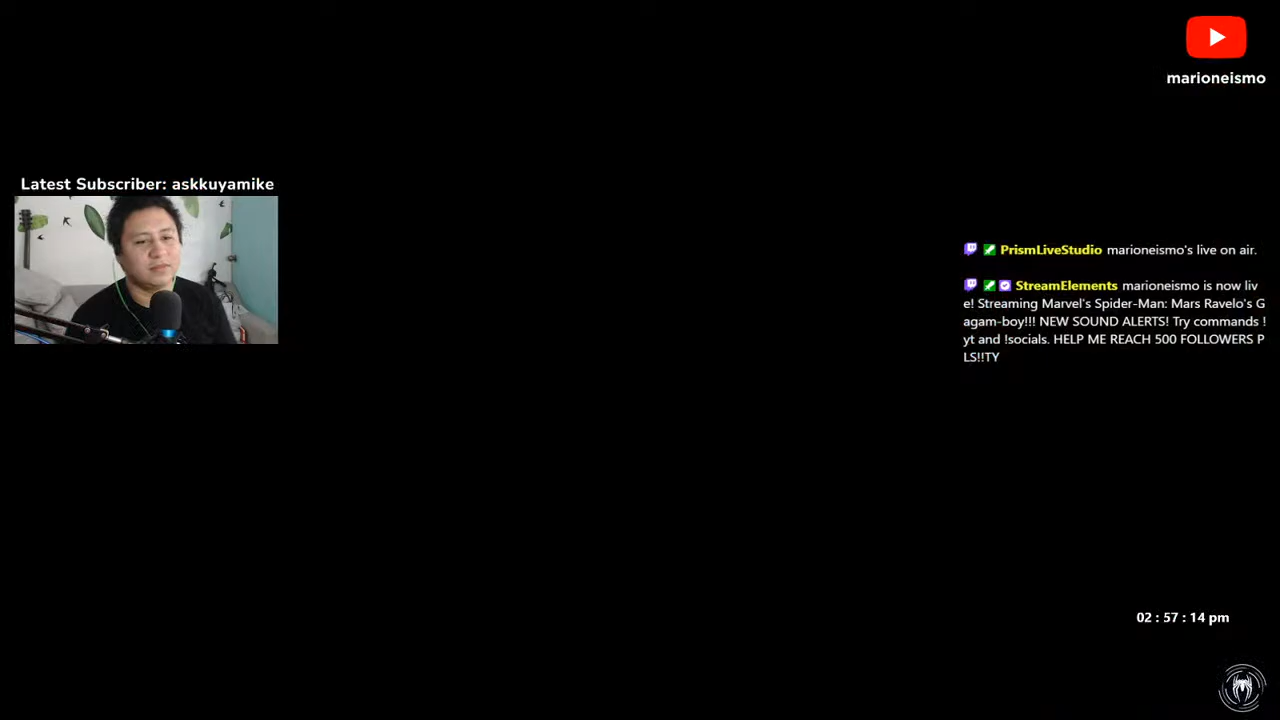 marioneismo
Latest Subscriber: askkuyamike
PrismLiveStudio marioneismo's live on air.
StreamElements marioneismo is now liv
e! Streaming Marvel's Spider-Man: Mars Ravelo's G
agam-boy!!! NEW SOUND ALERTS! Try commands !
yt and !socials. HELP ME REACH 500 FOLLOWERS P
LS!!TY
02 : 57 : 14 pm